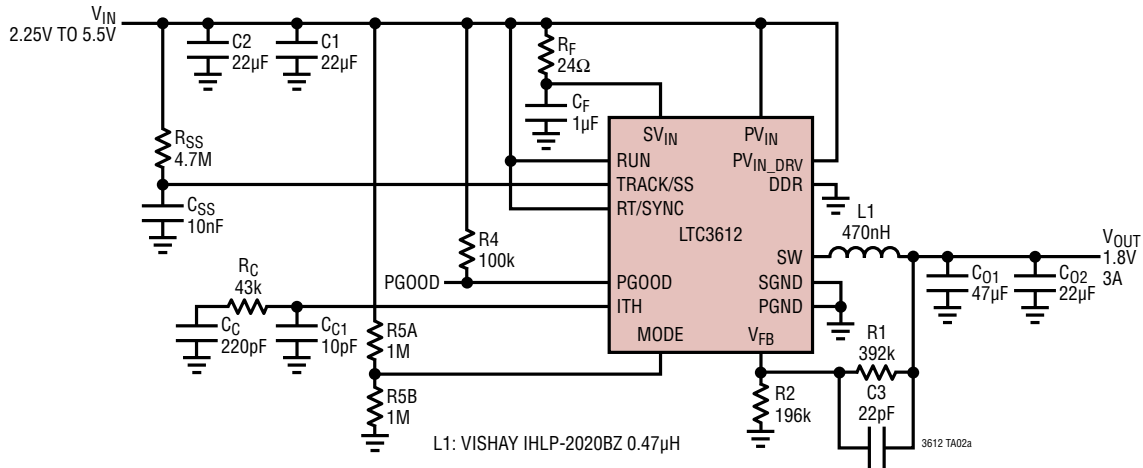 VIN
2.25V TO 5.5V
C2
22µF
C1
22µF
RF
24Ω
CF
1µF
RSS
4.7M
CSS
10nF
SVIN
PVIN
RUN
PVIN_DRV
TRACK/SS
DDR
RT/SYNC
LTC3612
L1
470nH
VOUT
1.8V
3A
R4
100k
SW
CO1
47µF
CO2
22µF
PGOOD
PGOOD
SGND
RC
43k
ITH
PGND
CC
220pF
CC1
10pF
R5A
1M
MODE
VFB
R1
392k
C3
22pF
R5B
1M
R2
196k
L1: VISHAY IHLP-2020BZ 0.47µH
3612 TA02a